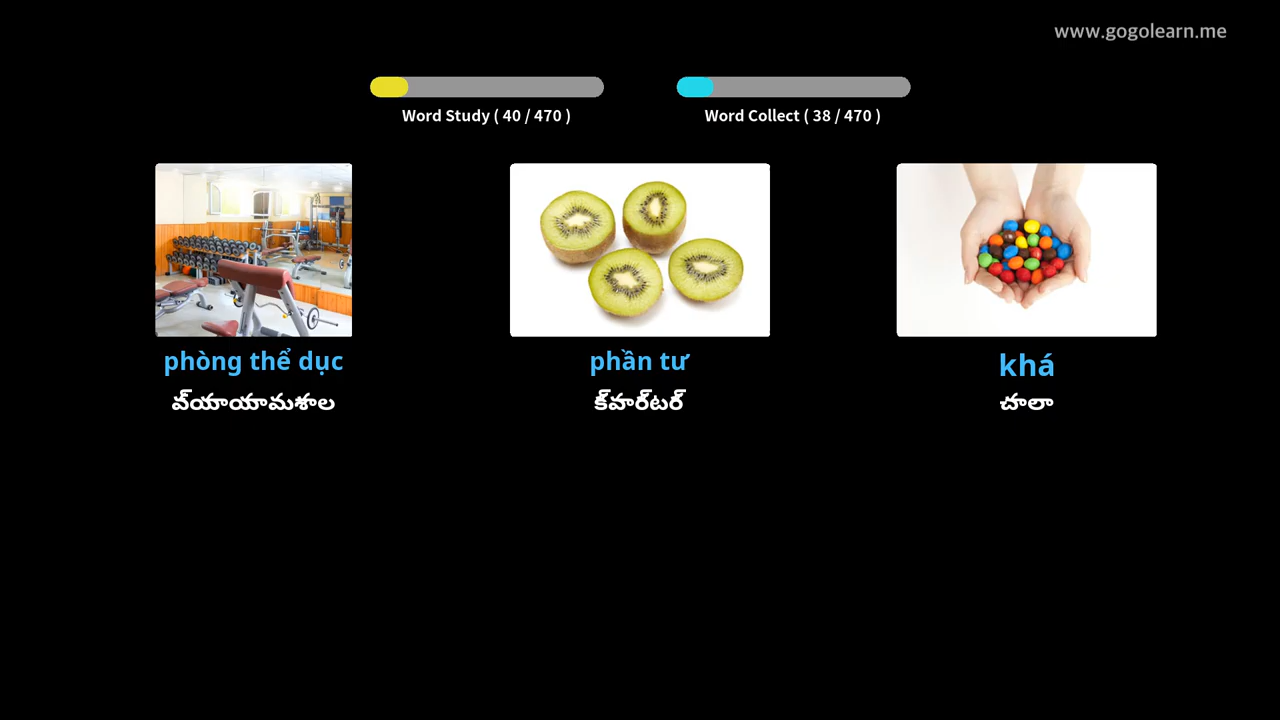 www.gogolearn.me
Word Study ( 40 / 470 )
Word Collect ( 38 / 470 )
phòng thể dục
phần tư
khá
వ్‌యాయామశాల
క్‌వార్‌టర్
చాలా